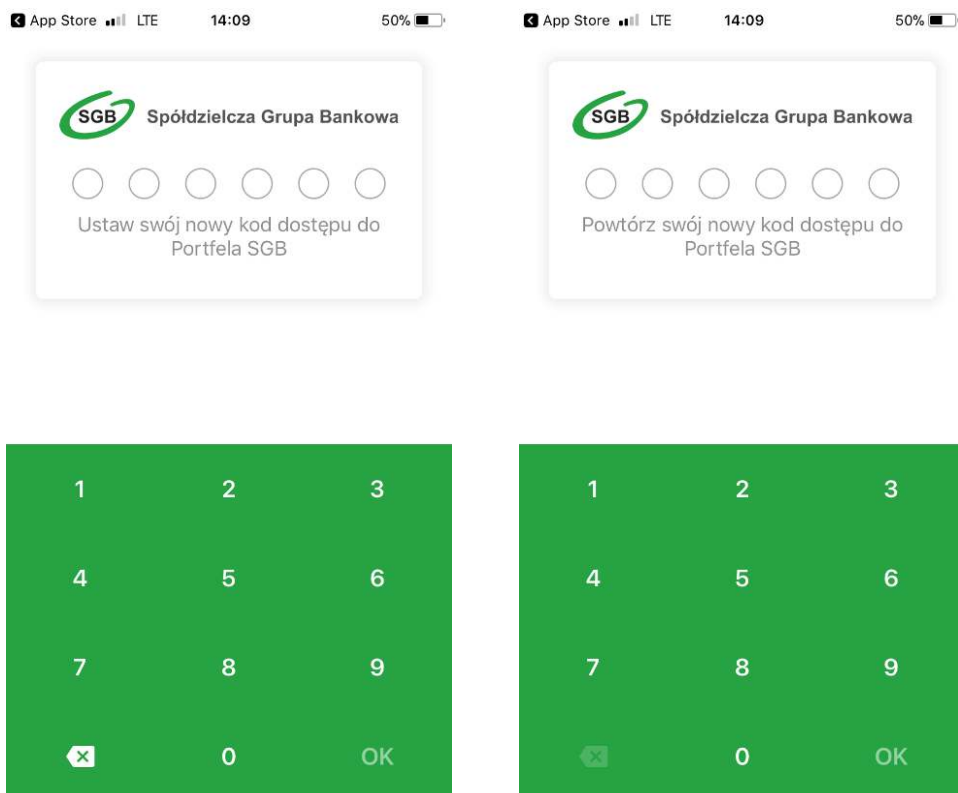 App Store LTE 14:09 50%
SGB Spółdzielcza Grupa Bankowa
Ustaw swój nowy kod dostępu do
Portfela SGB
1 2 3
4 5 6
7 8 9
0 OK
App Store LTE 14:09 50%
SGB Spółdzielcza Grupa Bankowa
Powtórz swój nowy kod dostępu do
Portfela SGB
1 2 3
4 5 6
7 8 9
0 OK